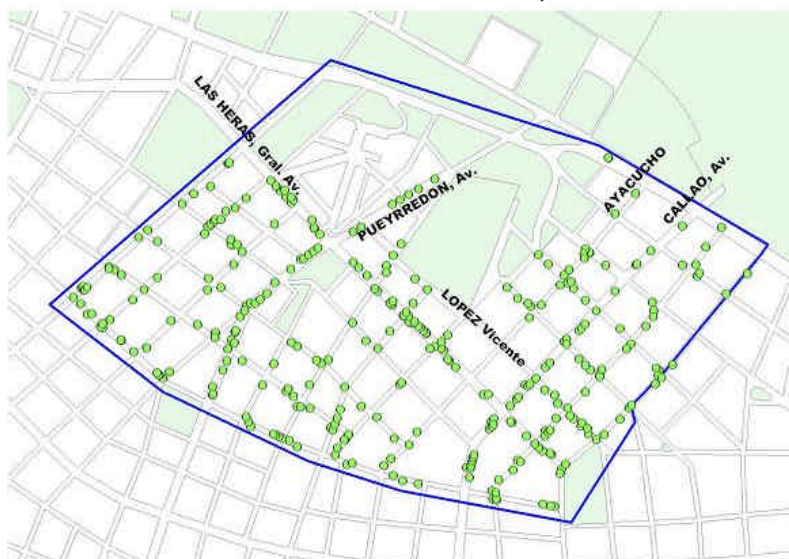 LAS HERAS, Gral. Av.
PUEYRREDON, Av.
AYACUCHO
CALLAO, Av.
LOPEZ Vicente